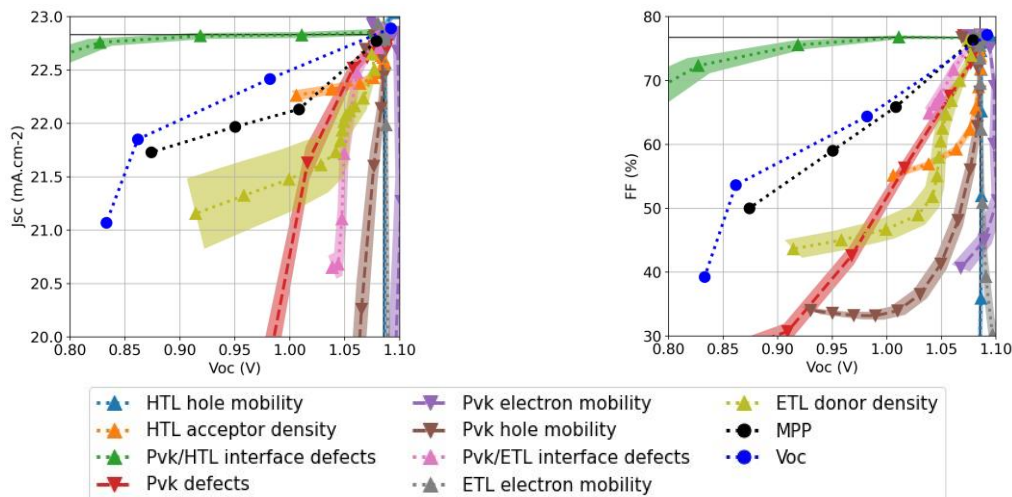 23.0
22.5
22.0
21.5
21.0
20.5
20.0
Jsc (mA.cm-2)
0.80 0.85 0.90 0.95 1.00 1.05 1.10
Voc (V)
80
70
60
50
40
30
FF (%)
0.80 0.85 0.90 0.95 1.00 1.05 1.10
Voc (V)
HTL hole mobility
HTL acceptor density
Pvk/HTL interface defects
Pvk defects
Pvk electron mobility
Pvk hole mobility
Pvk/ETL interface defects
ETL electron mobility
ETL donor density
MPP
Voc